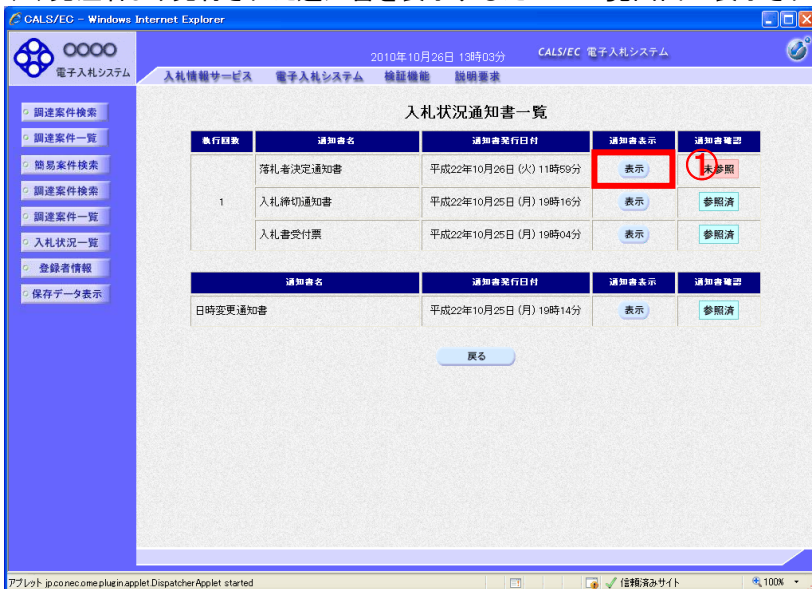 CALS/EC - Windows Internet Explorer
OOOO
電子入札システム
2010年10月26日 13時03分
CALS/EC 電子入札システム
入札情報サービス 電子入札システム 検証機能 説明要求
調達案件検索
調達案件一覧
簡易案件検索
調達案件検索
調達案件一覧
入札状況一覧
登録者情報
保存データ表示
入札状況通知書一覧
執行回数 通知書名 通知書発行日付 通知書表示 通知書確認
落札者決定通知書 平成22年10月26日 (火) 11時59分 表示 ① 未参照
1 入札締切通知書 平成22年10月25日 (月) 19時16分 表示 参照済
入札書受付票 平成22年10月25日 (月) 19時04分 表示 参照済
通知書名 通知書発行日付 通知書表示 通知書確認
日時変更通知書 平成22年10月25日 (月) 19時14分 表示 参照済
戻る
アプレット jp.co.nec.ome.plugin.applet.DispatcherApplet started
信頼済みサイト
100%